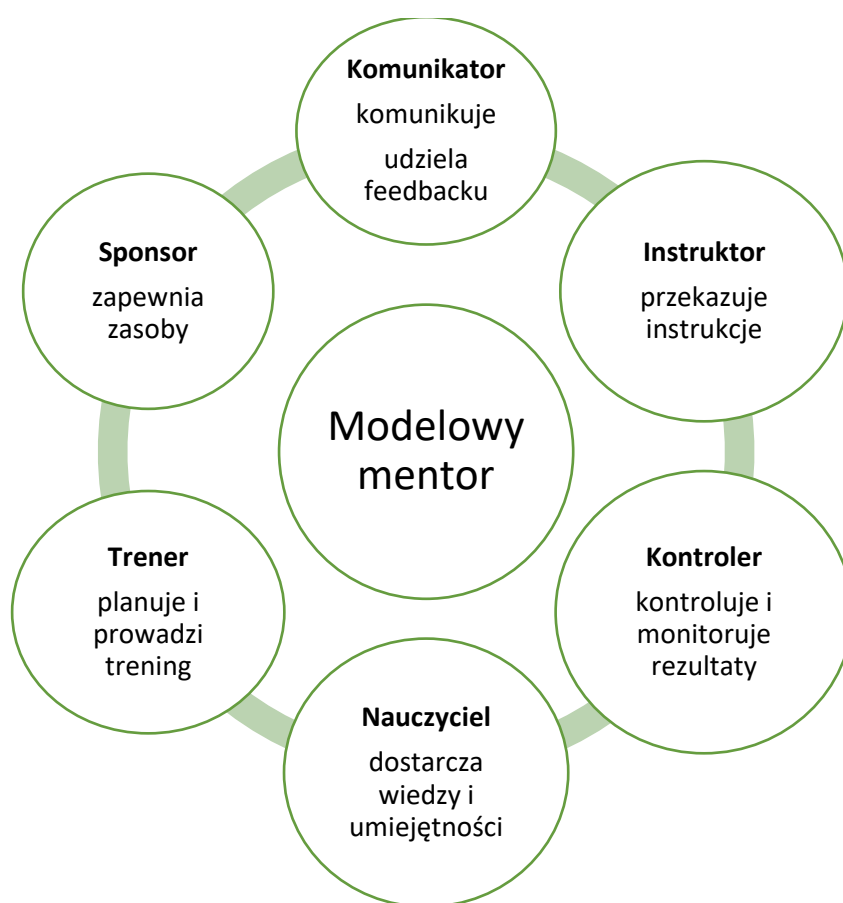 Komunikator
komunikuje
udziela
feedbacku
Instruktor
przekazuje
instrukcje
Kontroler
kontroluje i
monitoruje
rezultaty
Nauczyciel
dostarcza
wiedzy i
umiejętności
Trener
planuje i
prowadzi
trening
Sponsor
zapewnia
zasoby
Modelowy
mentor